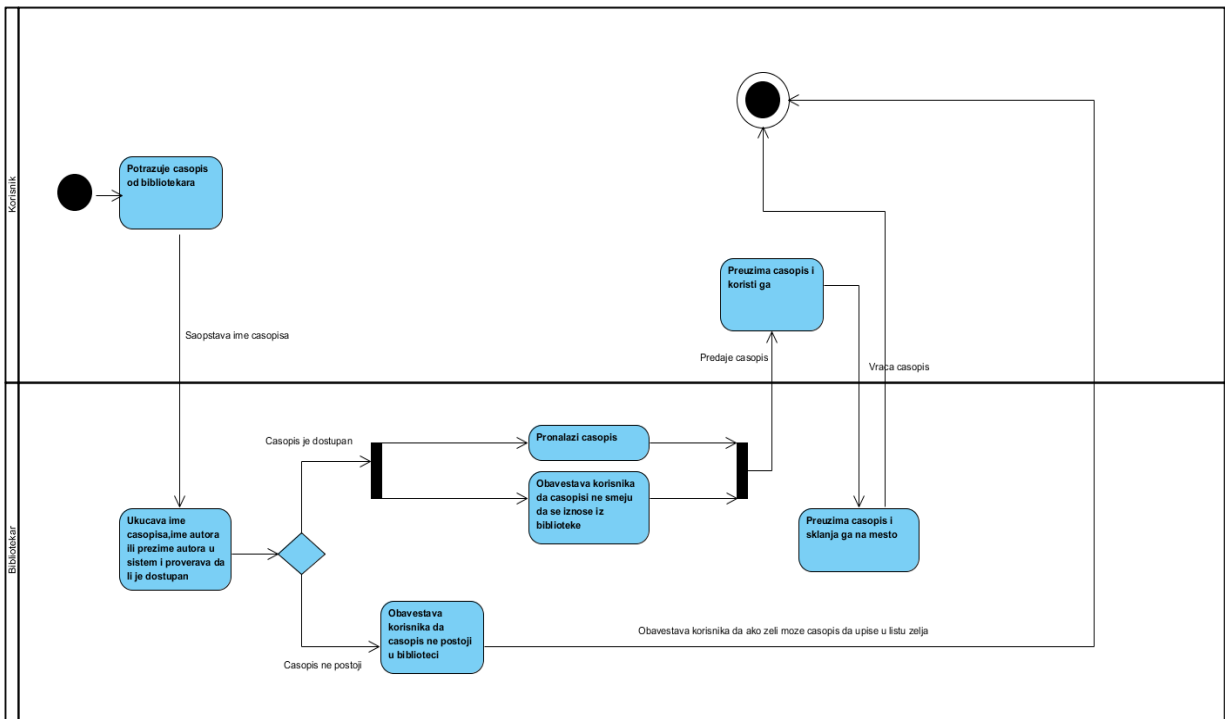 Korisnik
Potrazuje casopis
od bibliotekara
Saopstava ime casopisa
Preuzima casopis i
koristi ga
Predaje casopis
Vraca casopis
Bibliotekar
Ukucava ime
casopisa,ime autora
ili prezime autora u
sistem i proverava da
li je dostupan
Casopis je dostupan
Pronalazi casopis
Obavestava korisnika
da casopisi ne smeju
da se iznose iz
biblioteke
Preuzima casopis i
sklanja ga na mesto
Casopis ne postoji
Obavestava
korisnika da
casopis ne postoji
u biblioteci
Obavestava korisnika da ako zeli moze casopis da upise u listu zelja